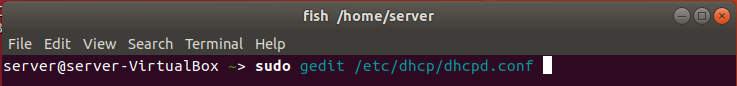 fish /home/server
File Edit View Search Terminal Help
server@server-VirtualBox ~> sudo gedit /etc/dhcp/dhcpd.conf